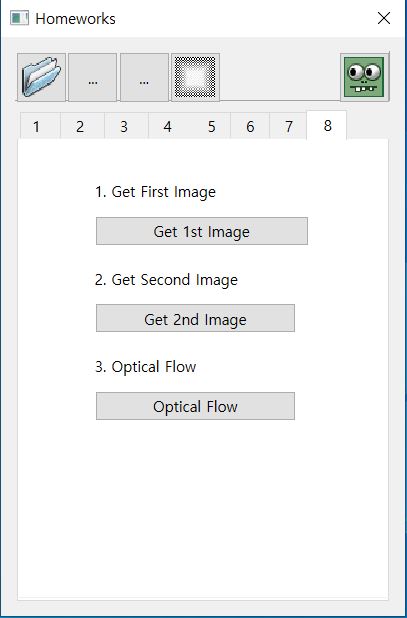 Homeworks
... ...
1 2 3 4 5 6 7 8
1. Get First Image
Get 1st Image
2. Get Second Image
Get 2nd Image
3. Optical Flow
Optical Flow